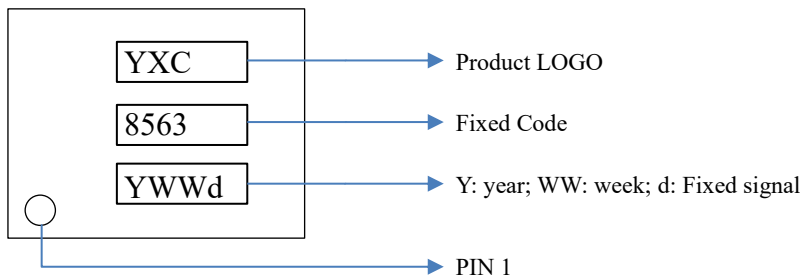 YXC Product LOGO
8563 Fixed Code
YWWd Y: year; WW: week; d: Fixed signal
PIN 1